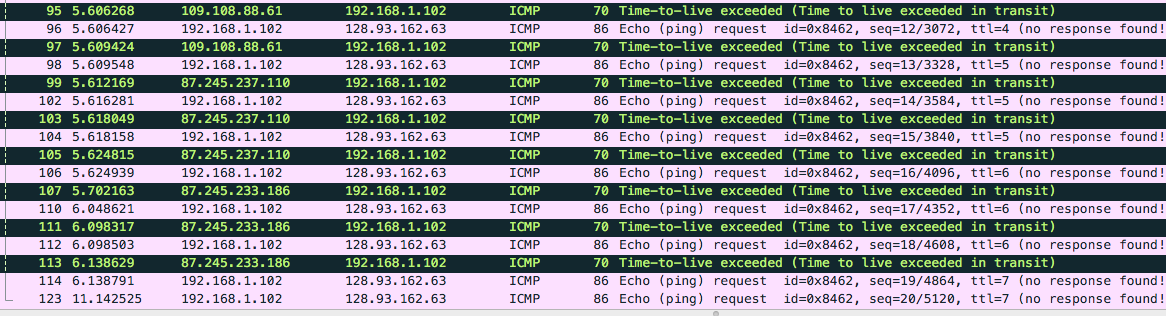 95 5.606268 109.108.88.61 192.168.1.102 ICMP 70 Time-to-live exceeded (Time to live exceeded in transit)
96 5.606427 192.168.1.102 128.93.162.63 ICMP 86 Echo (ping) request id=0x8462, seq=12/3072, ttl=4 (no response found!
97 5.609424 109.108.88.61 192.168.1.102 ICMP 70 Time-to-live exceeded (Time to live exceeded in transit)
98 5.609548 192.168.1.102 128.93.162.63 ICMP 86 Echo (ping) request id=0x8462, seq=13/3328, ttl=5 (no response found!
99 5.612169 87.245.237.110 192.168.1.102 ICMP 70 Time-to-live exceeded (Time to live exceeded in transit)
102 5.616281 192.168.1.102 128.93.162.63 ICMP 86 Echo (ping) request id=0x8462, seq=14/3584, ttl=5 (no response found!
103 5.618049 87.245.237.110 192.168.1.102 ICMP 70 Time-to-live exceeded (Time to live exceeded in transit)
104 5.618158 192.168.1.102 128.93.162.63 ICMP 86 Echo (ping) request id=0x8462, seq=15/3840, ttl=5 (no response found!
105 5.624815 87.245.237.110 192.168.1.102 ICMP 70 Time-to-live exceeded (Time to live exceeded in transit)
106 5.624939 192.168.1.102 128.93.162.63 ICMP 86 Echo (ping) request id=0x8462, seq=16/4096, ttl=6 (no response found!
107 5.702163 87.245.233.186 192.168.1.102 ICMP 70 Time-to-live exceeded (Time to live exceeded in transit)
110 6.048621 192.168.1.102 128.93.162.63 ICMP 86 Echo (ping) request id=0x8462, seq=17/4352, ttl=6 (no response found!
111 6.098317 87.245.233.186 192.168.1.102 ICMP 70 Time-to-live exceeded (Time to live exceeded in transit)
112 6.098503 192.168.1.102 128.93.162.63 ICMP 86 Echo (ping) request id=0x8462, seq=18/4608, ttl=6 (no response found!
113 6.138629 87.245.233.186 192.168.1.102 ICMP 70 Time-to-live exceeded (Time to live exceeded in transit)
114 6.138791 192.168.1.102 128.93.162.63 ICMP 86 Echo (ping) request id=0x8462, seq=19/4864, ttl=7 (no response found!
123 11.142525 192.168.1.102 128.93.162.63 ICMP 86 Echo (ping) request id=0x8462, seq=20/5120, ttl=7 (no response found!